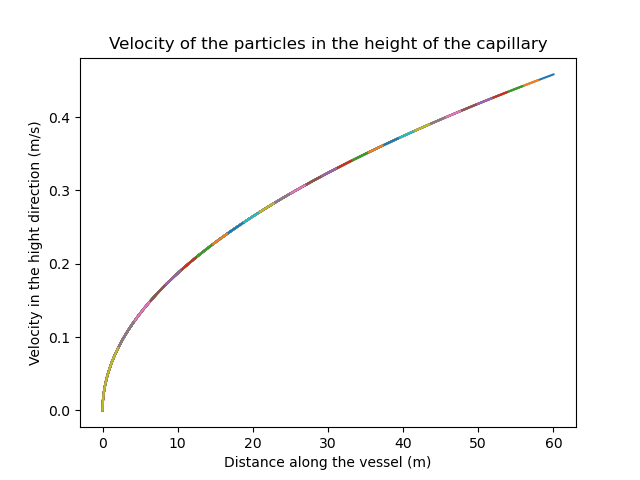 Velocity of the particles in the height of the capillary
Velocity in the hight direction (m/s)
0.4
0.3
0.2
0.1
0.0
0 10 20 30 40 50 60
Distance along the vessel (m)